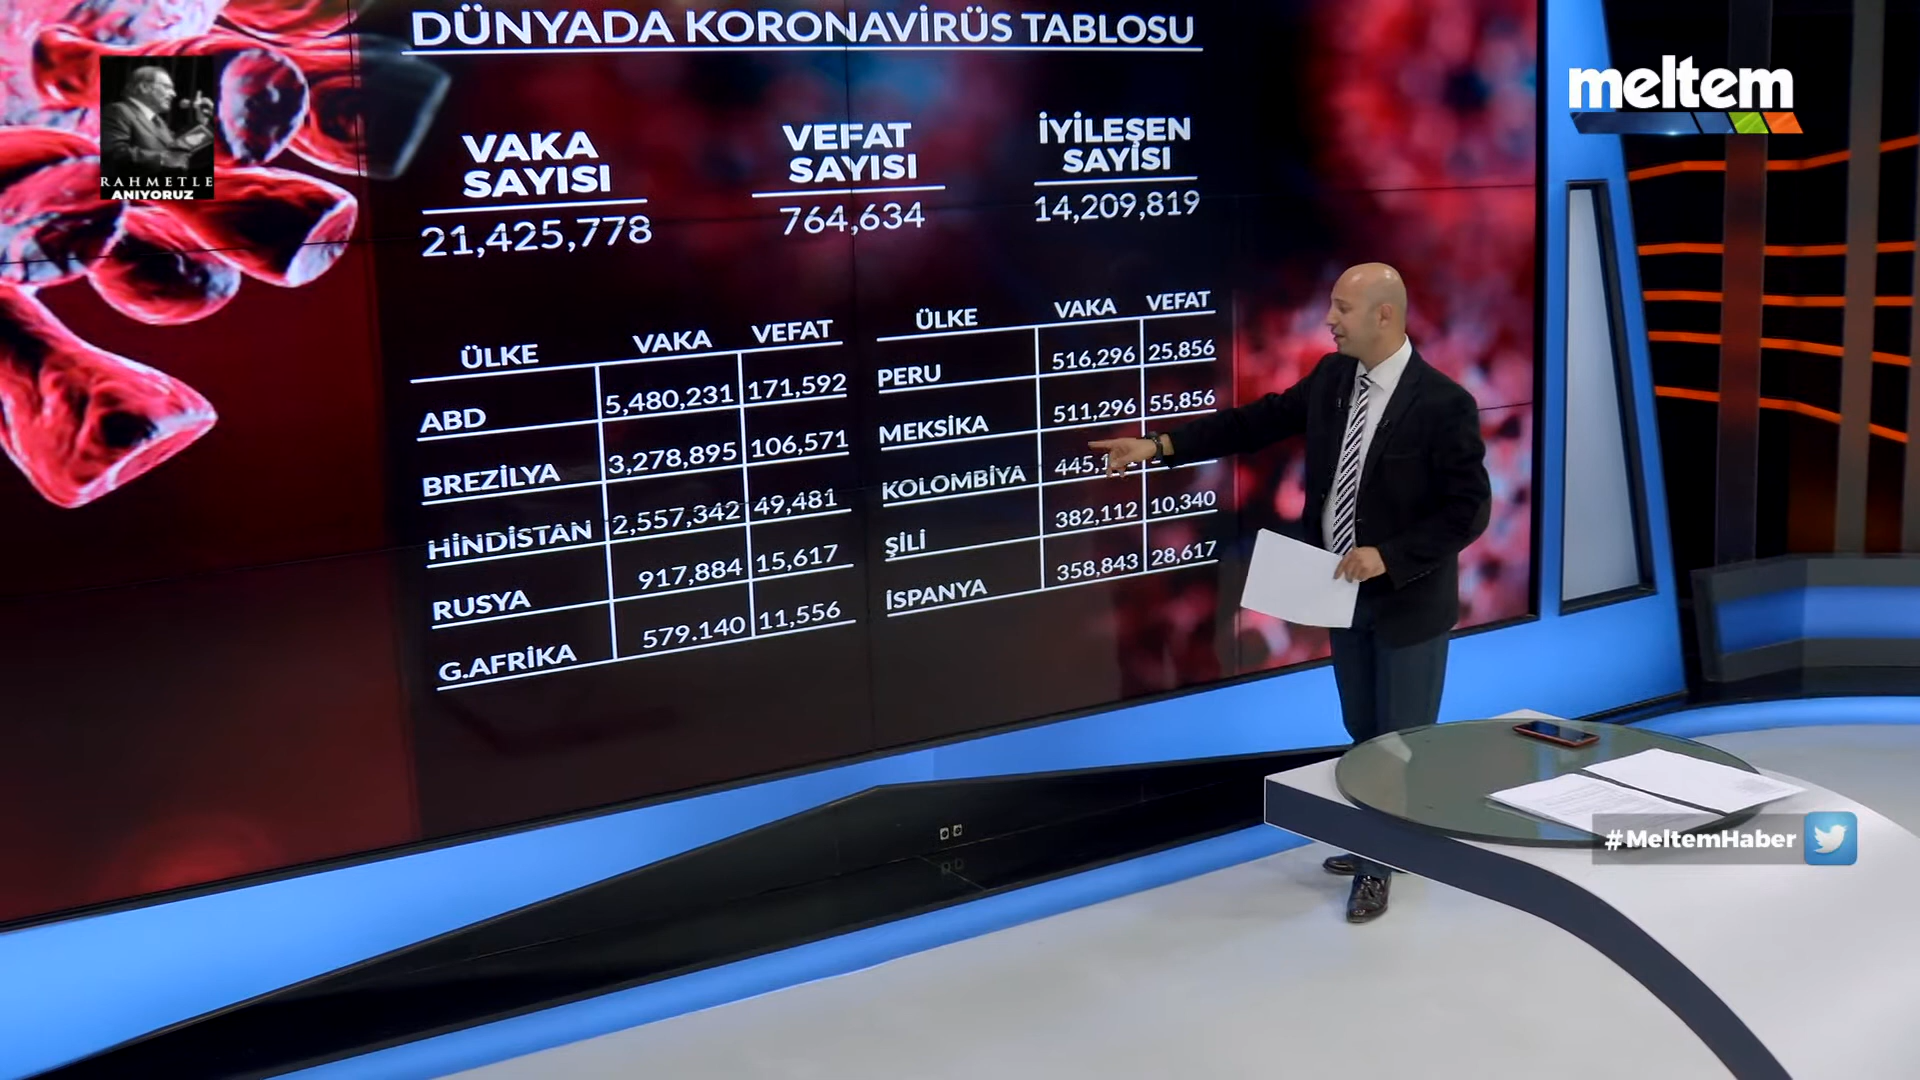 DÜNYADA KORONAVİRÜS TABLOSU
meltem
RAHMETLE
ANIYORUZ
VAKA
SAYISI
21,425,778
VEFAT
SAYISI
764,634
İYİLEŞEN
SAYISI
14,209,819
ÜLKE VAKA VEFAT
ABD 5,480,231 171,592
BREZİLYA 3,278,895 106,571
HİNDİSTAN 2,557,342 49,481
RUSYA 917,884 15,617
G.AFRİKA 579.140 11,556
ÜLKE VAKA VEFAT
PERU 516,296 25,856
MEKSİKA 511,296 55,856
KOLOMBİYA
ŞİLİ 382,112 10,340
İSPANYA 358,843 28,617
#MeltemHaber